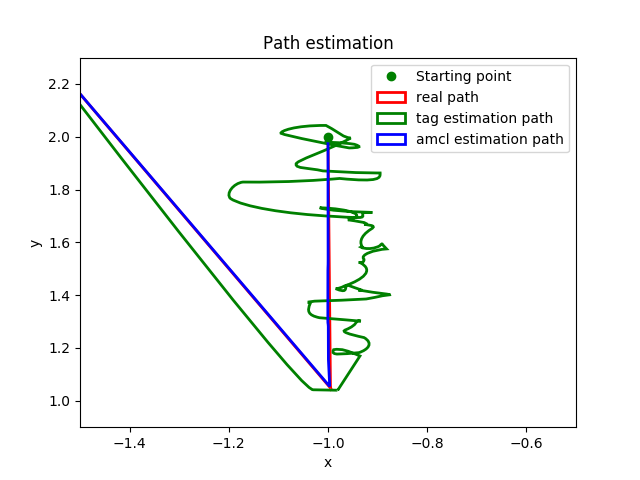 Path estimation
Starting point
real path
tag estimation path
amcl estimation path
2.2
2.0
1.8
1.6
1.4
1.2
1.0
y
−1.4
−1.2
−1.0
−0.8
−0.6
x